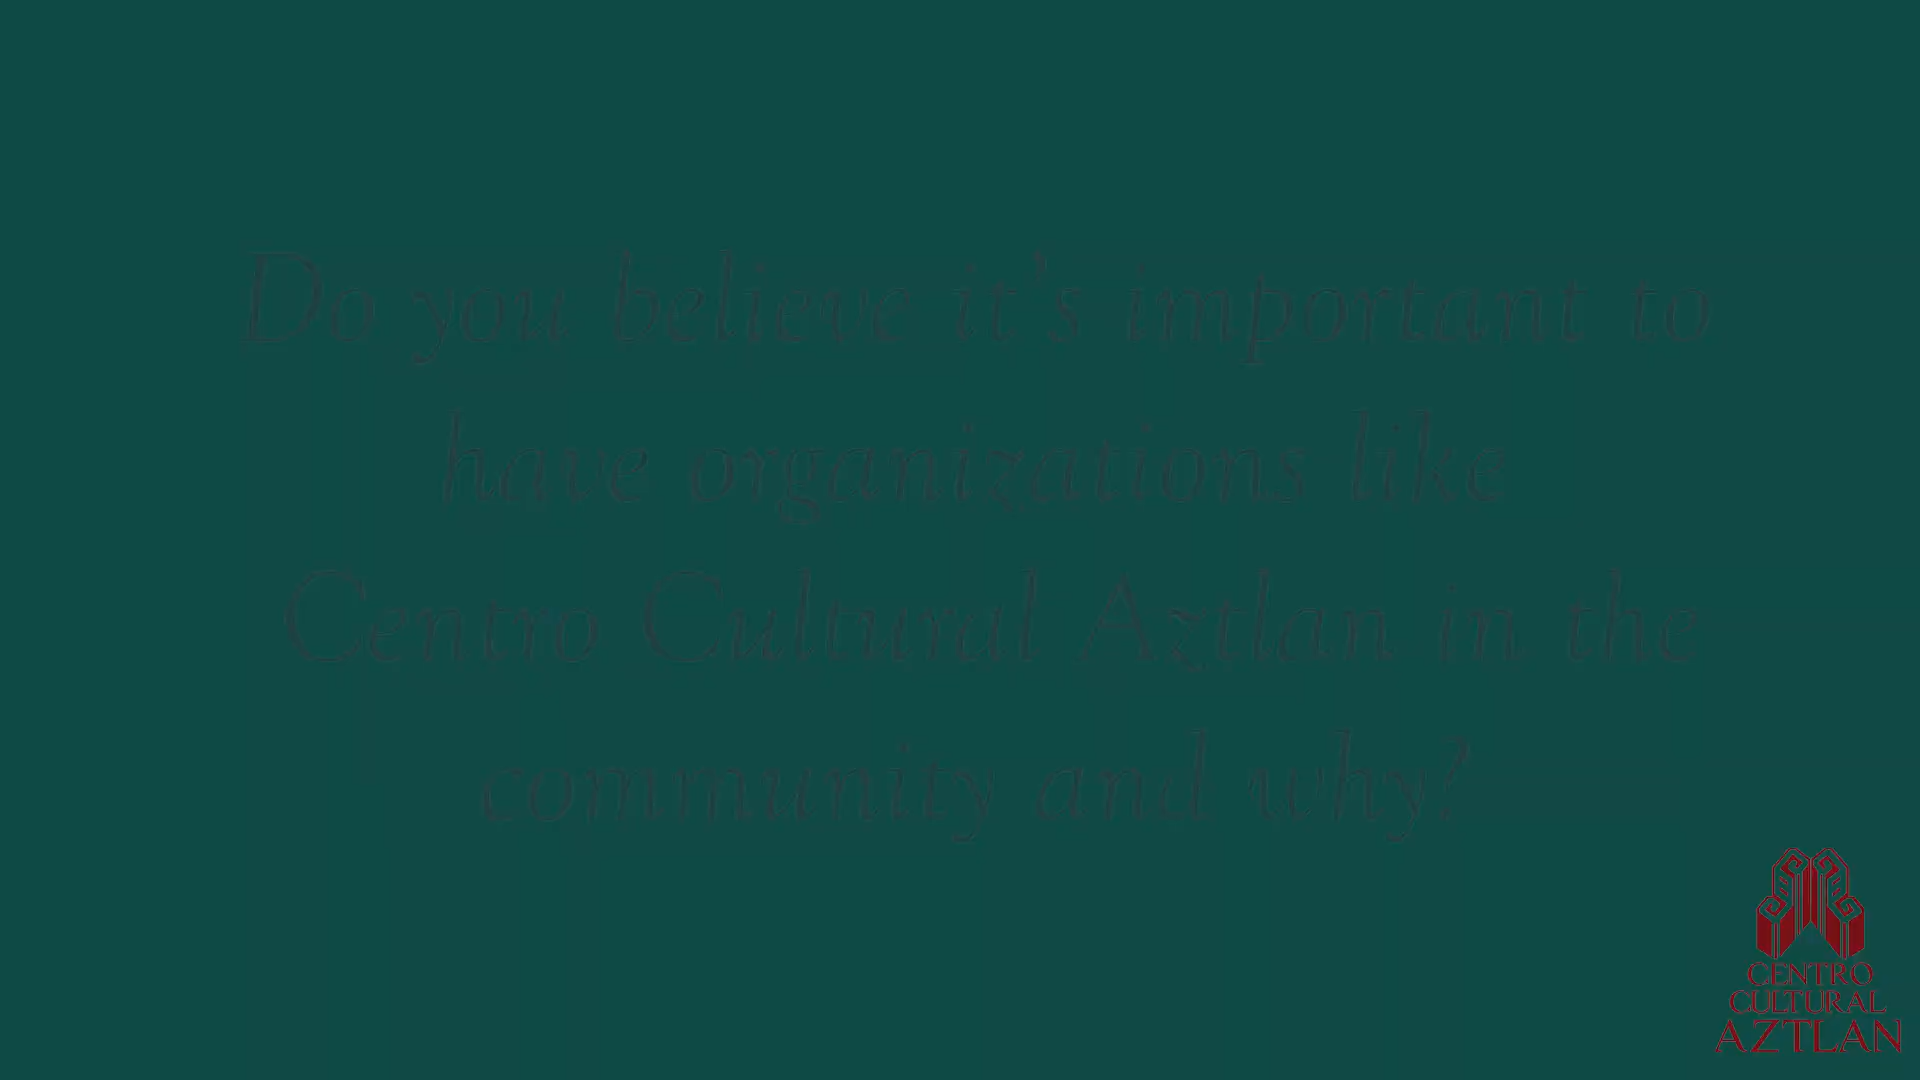 Do you believe it's important to
have organizations like
Centro Cultural Aztlan in the
community and why?
CENTRO
CULTURAL
AZTLAN